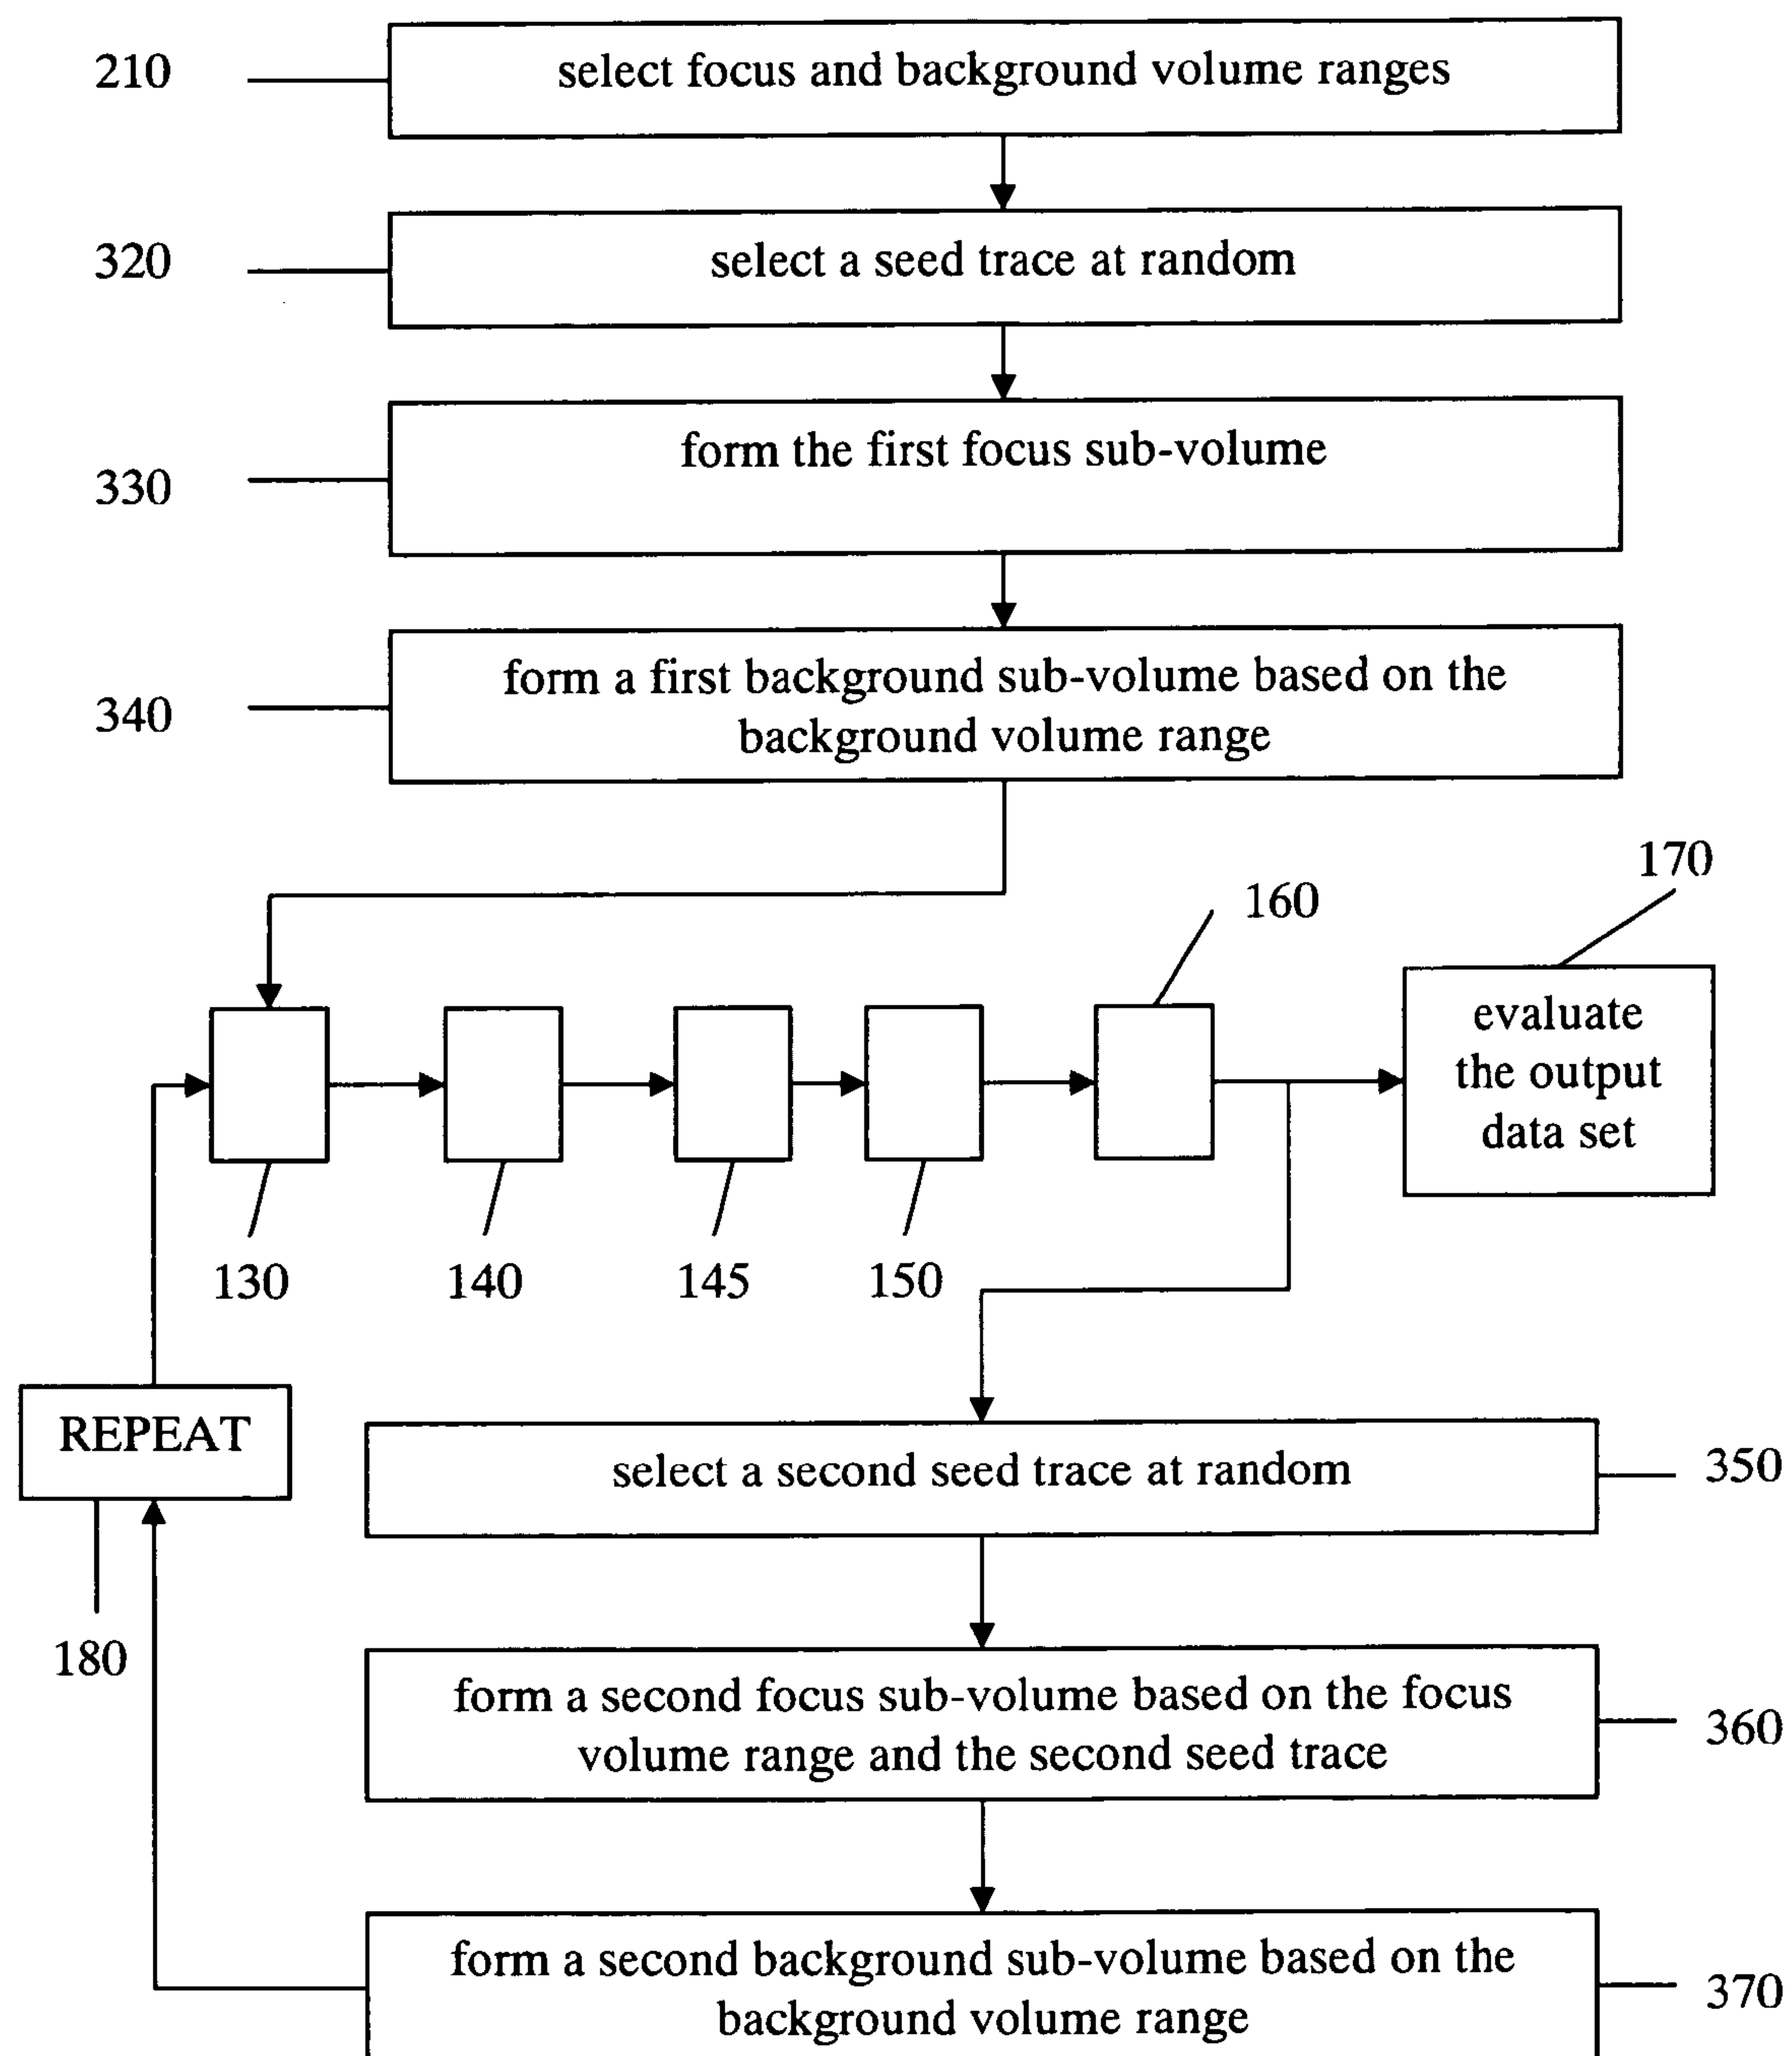 210
select focus and background volume ranges
320
select a seed trace at random
330
form the first focus sub-volume
340
form a first background sub-volume based on the
background volume range
170
160
evaluate
the output
data set
130
140
145
150
REPEAT
180
select a second seed trace at random
350
form a second focus sub-volume based on the focus
volume range and the second seed trace
360
form a second background sub-volume based on the
background volume range
370